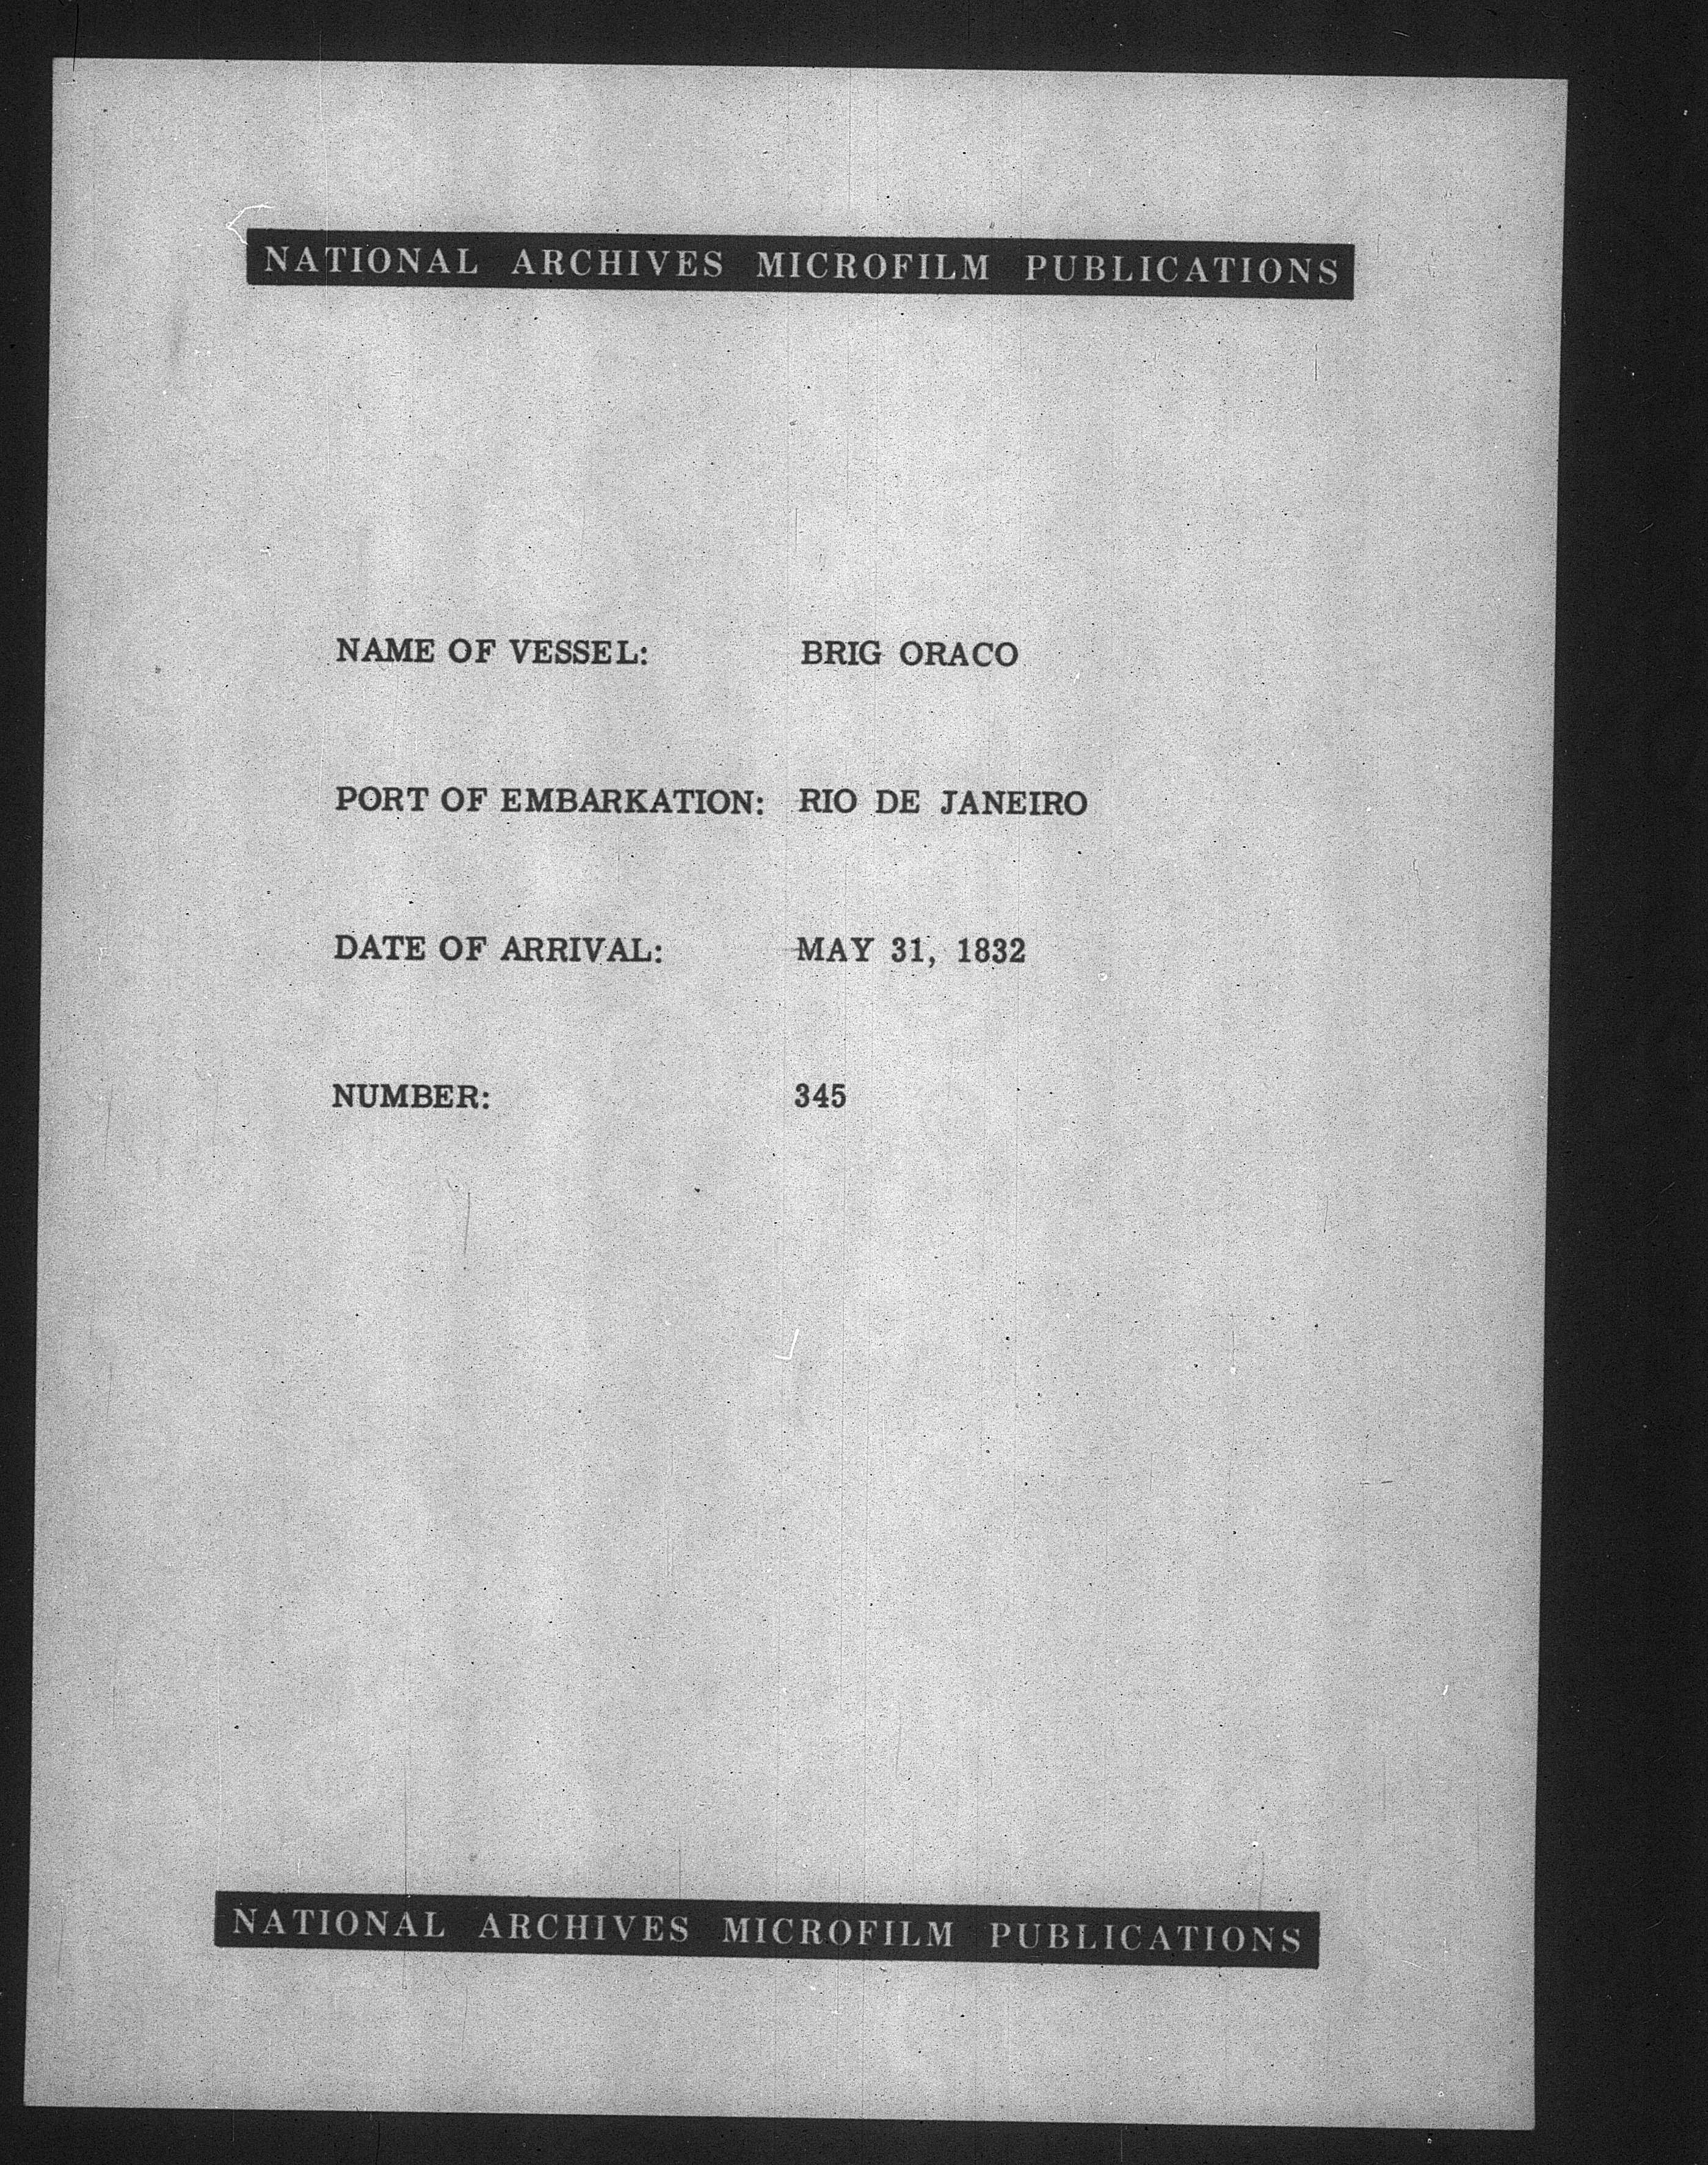 NATIONAL ARCHIVES MICROFILM PUBLICATIONS
NAME OF VESSEL: BRIG ORACO
PORT OF EMBARKATION: RIO DE JANEIRO
DATE OF ARRIVAL: MAY 31, 1832
NUMBER: 345
NATIONAL ARCHIVES MICROFILM PUBLICATIONS